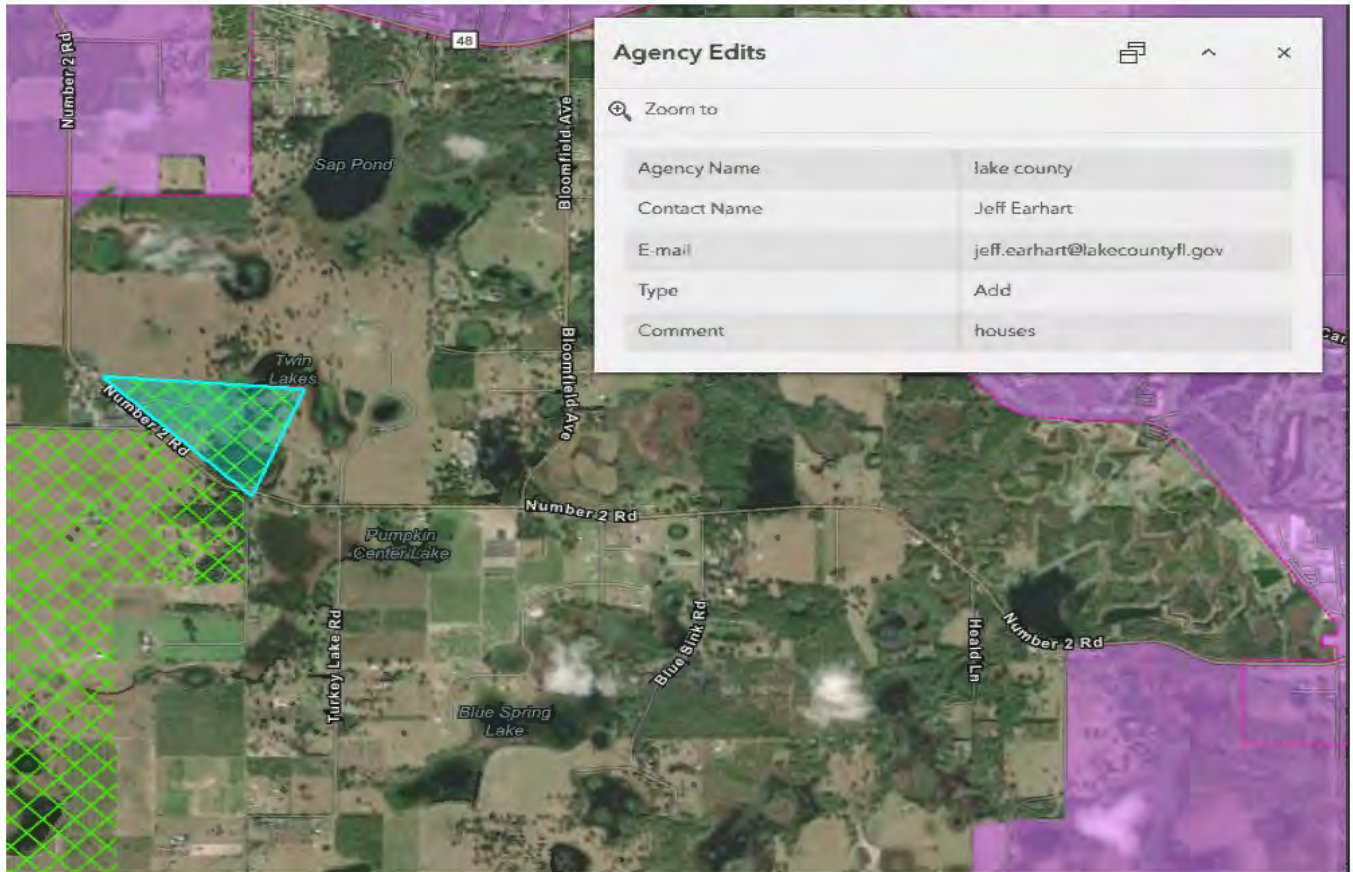 Number 2 Rd
48
Bloomfield Ave
Sap Pond
Agency Edits
Zoom to
Agency Name lake county
Contact Name Jeff Earhart
E-mail jeff.earhart@lakecountyfl.gov
Type Add
Comment houses
Twin
Lakes
Bloomfield Ave
Number 2 Rd
Number 2 Rd
Pumpkin
Center Lake
Turkey Lake Rd
Blue Sink Rd
Heald Ln
Number 2 Rd
Blue Spring
Lake